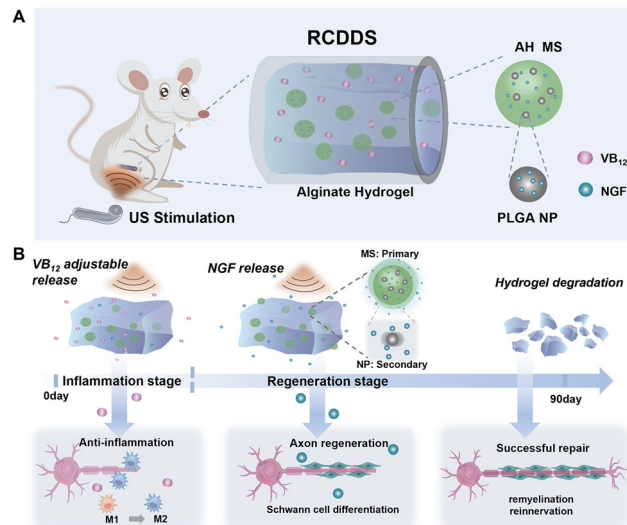 A
RCDDS
AH MS
VB12
NGF
Alginate Hydrogel
PLGA NP
US Stimulation
B
VB12 adjustable
release
NGF release
MS: Primary
NP: Secondary
Hydrogel degradation
0day
Inflammation stage
Regeneration stage
90day
Anti-inflammation
M1
M2
Axon regeneration
Schwann cell differentiation
Successful repair
remyelination
reinnervation